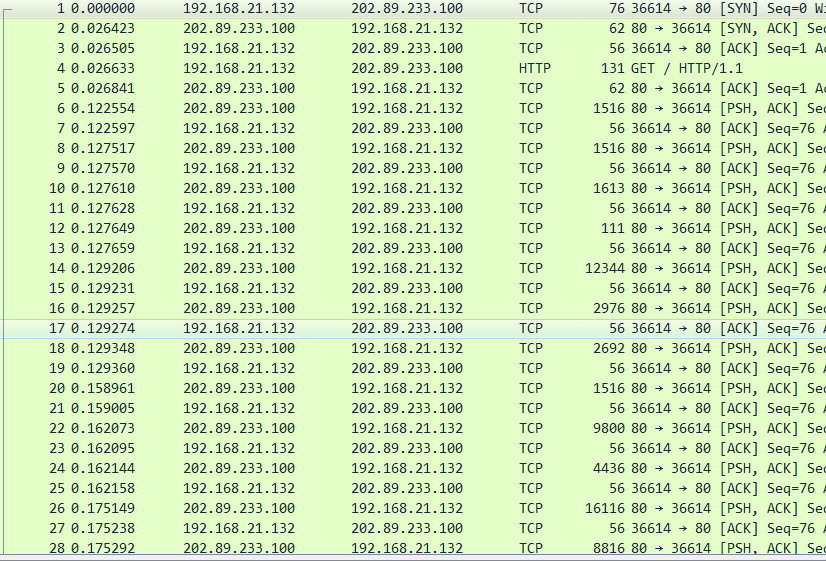 1 0.000000 192.168.21.132 202.89.233.100 TCP 76 36614 → 80 [SYN] Seq=0 Wi
2 0.026423 202.89.233.100 192.168.21.132 TCP 62 80 → 36614 [SYN, ACK] Seq
3 0.026505 192.168.21.132 202.89.233.100 TCP 56 36614 → 80 [ACK] Seq=1 Ac
4 0.026633 192.168.21.132 202.89.233.100 HTTP 131 GET / HTTP/1.1
5 0.026841 202.89.233.100 192.168.21.132 TCP 62 80 → 36614 [ACK] Seq=1 Ac
6 0.122554 202.89.233.100 192.168.21.132 TCP 1516 80 → 36614 [PSH, ACK] Seq
7 0.122597 192.168.21.132 202.89.233.100 TCP 56 36614 → 80 [ACK] Seq=76 A
8 0.127517 202.89.233.100 192.168.21.132 TCP 1516 80 → 36614 [PSH, ACK] Seq
9 0.127570 192.168.21.132 202.89.233.100 TCP 56 36614 → 80 [ACK] Seq=76 A
10 0.127610 202.89.233.100 192.168.21.132 TCP 1613 80 → 36614 [PSH, ACK] Seq
11 0.127628 192.168.21.132 202.89.233.100 TCP 56 36614 → 80 [ACK] Seq=76 A
12 0.127649 202.89.233.100 192.168.21.132 TCP 111 80 → 36614 [PSH, ACK] Seq
13 0.127659 192.168.21.132 202.89.233.100 TCP 56 36614 → 80 [ACK] Seq=76 A
14 0.129206 202.89.233.100 192.168.21.132 TCP 12344 80 → 36614 [PSH, ACK] Seq
15 0.129231 192.168.21.132 202.89.233.100 TCP 56 36614 → 80 [ACK] Seq=76 A
16 0.129257 202.89.233.100 192.168.21.132 TCP 2976 80 → 36614 [PSH, ACK] Seq
17 0.129274 192.168.21.132 202.89.233.100 TCP 56 36614 → 80 [ACK] Seq=76 A
18 0.129348 202.89.233.100 192.168.21.132 TCP 2692 80 → 36614 [PSH, ACK] Seq
19 0.129360 192.168.21.132 202.89.233.100 TCP 56 36614 → 80 [ACK] Seq=76 A
20 0.158961 202.89.233.100 192.168.21.132 TCP 1516 80 → 36614 [PSH, ACK] Seq
21 0.159005 192.168.21.132 202.89.233.100 TCP 56 36614 → 80 [ACK] Seq=76 A
22 0.162073 202.89.233.100 192.168.21.132 TCP 9800 80 → 36614 [PSH, ACK] Seq
23 0.162095 192.168.21.132 202.89.233.100 TCP 56 36614 → 80 [ACK] Seq=76 A
24 0.162144 202.89.233.100 192.168.21.132 TCP 4436 80 → 36614 [PSH, ACK] Seq
25 0.162158 192.168.21.132 202.89.233.100 TCP 56 36614 → 80 [ACK] Seq=76 A
26 0.175149 202.89.233.100 192.168.21.132 TCP 16116 80 → 36614 [PSH, ACK] Seq
27 0.175238 192.168.21.132 202.89.233.100 TCP 56 36614 → 80 [ACK] Seq=76 A
28 0.175292 202.89.233.100 192.168.21.132 TCP 8816 80 → 36614 [PSH, ACK] Seq